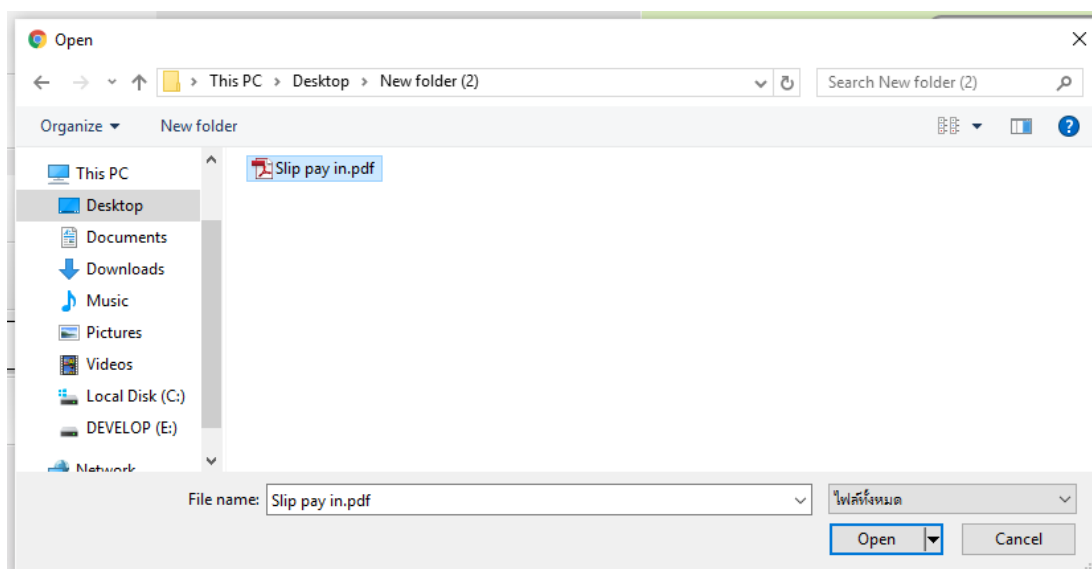 Open
This PC > Desktop > New folder (2)
Search New folder (2)
Organize
New folder
This PC
Slip pay in.pdf
Desktop
Documents
Downloads
Music
Pictures
Videos
Local Disk (C:)
DEVELOP (E:)
Network
File name: Slip pay in.pdf
ไฟล์ทั้งหมด
Open
Cancel